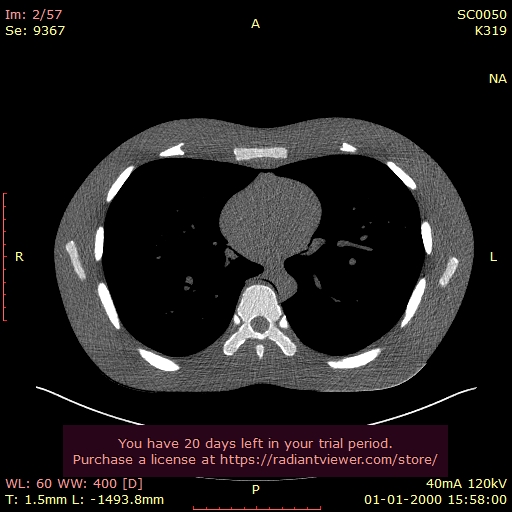 Im: 2/57
Se: 9367
A
SC0050
K319
NA
R
L
You have 20 days left in your trial period.
Purchase a license at https://radiantviewer.com/store/
WL: 60 WW: 400 [D]
T: 1.5mm L: -1493.8mm
P
40mA 120kV
01-01-2000 15:58:00